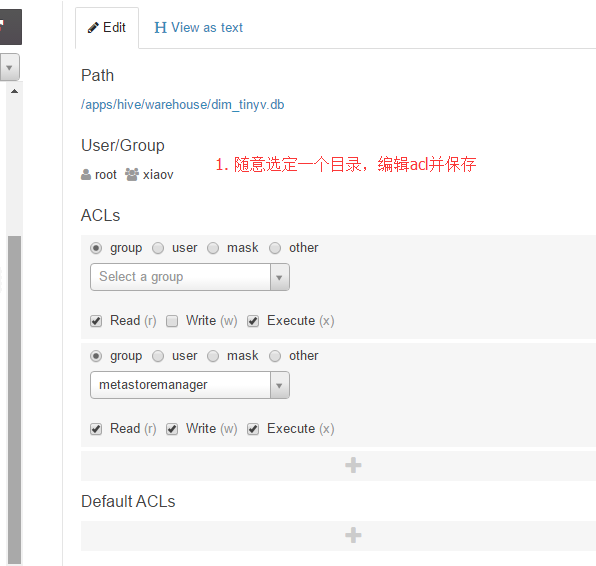 Edit H View as text
Path
/apps/hive/warehouse/dim_tinyv.db
User/Group
root xiaov
1. 随意选定一个目录，编辑acl并保存
ACLs
group user mask other
Select a group
Read (r) Write (w) Execute (x)
group user mask other
metastoremanager
Read (r) Write (w) Execute (x)
Default ACLs